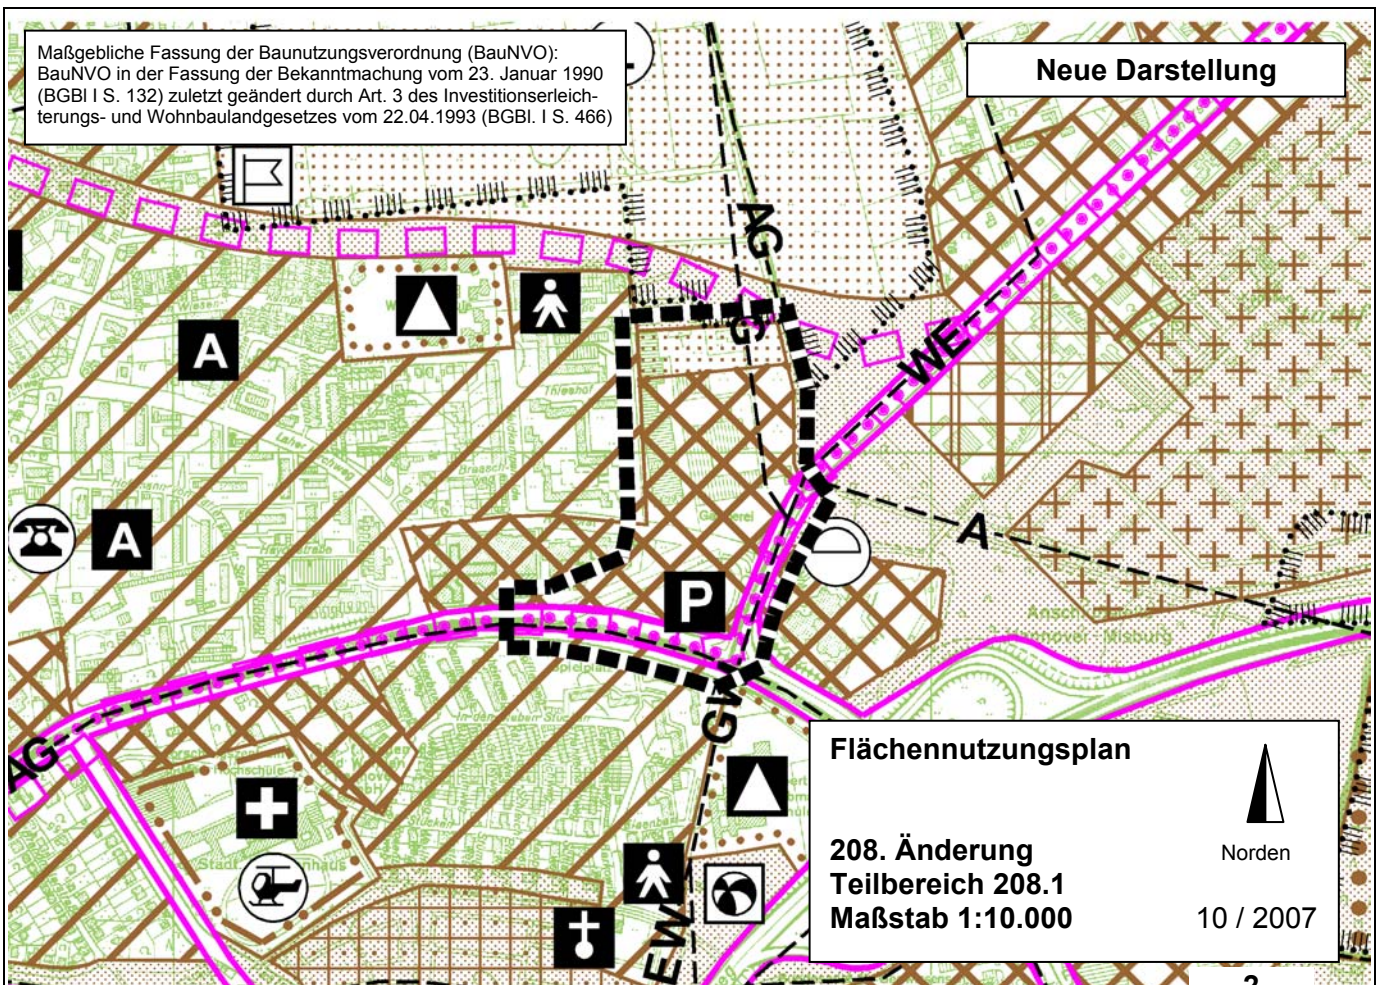 Maßgebliche Fassung der Baunutzungsverordnung (BauNVO):
BauNVO in der Fassung der Bekanntmachung vom 23. Januar 1990
(BGBl I S. 132) zuletzt geändert durch Art. 3 des Investitionserleich-
terungs- und Wohnbaulandgesetzes vom 22.04.1993 (BGBl. I S. 466)
Neue Darstellung
AG
G
WE
A
A
A
P
AG
G
EW
Flächennutzungsplan
208. Änderung
Teilbereich 208.1
Maßstab 1:10.000
Norden
10 / 2007
2